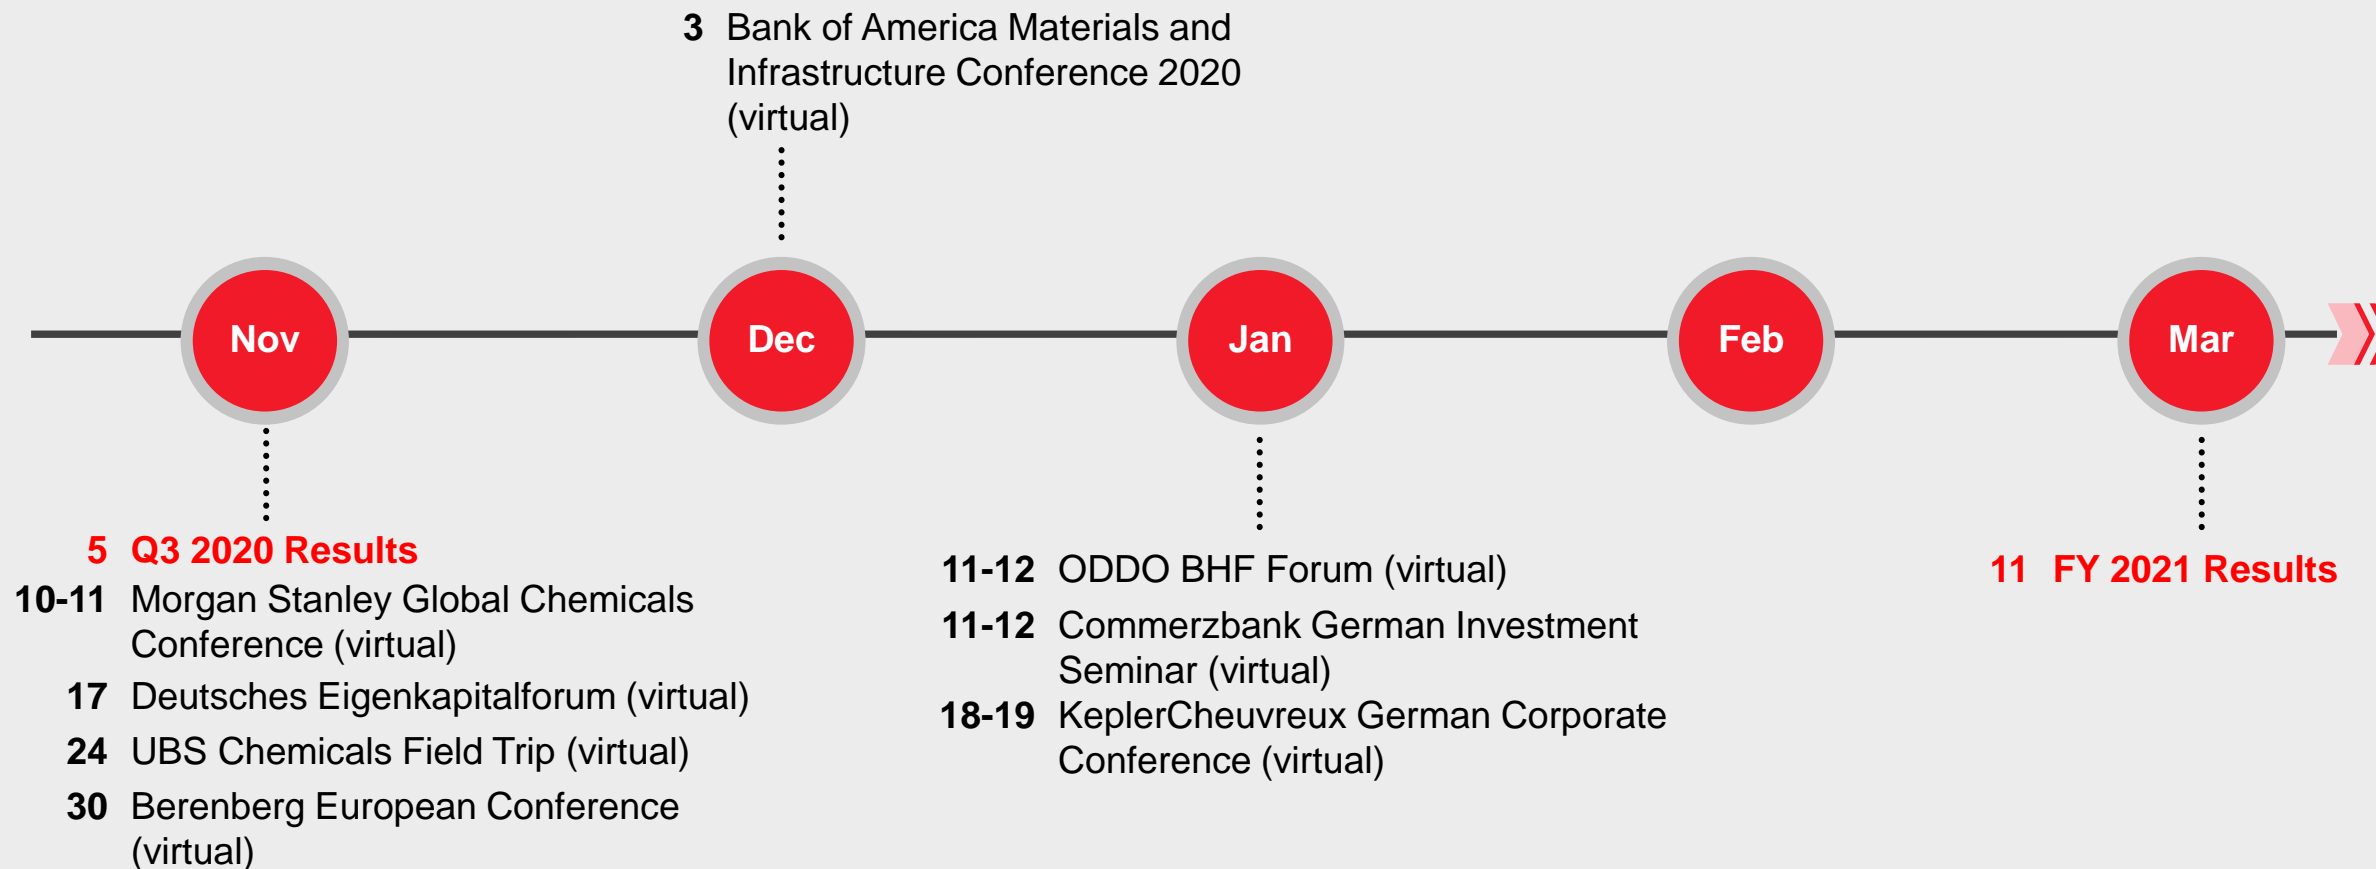 3 Bank of America Materials and
Infrastructure Conference 2020
(virtual)
Nov
Dec
Jan
Feb
Mar
5 Q3 2020 Results
10-11 Morgan Stanley Global Chemicals
Conference (virtual)
17 Deutsches Eigenkapitalforum (virtual)
24 UBS Chemicals Field Trip (virtual)
30 Berenberg European Conference
(virtual)
11-12 ODDO BHF Forum (virtual)
11-12 Commerzbank German Investment
Seminar (virtual)
18-19 KeplerCheuvreux German Corporate
Conference (virtual)
11 FY 2021 Results